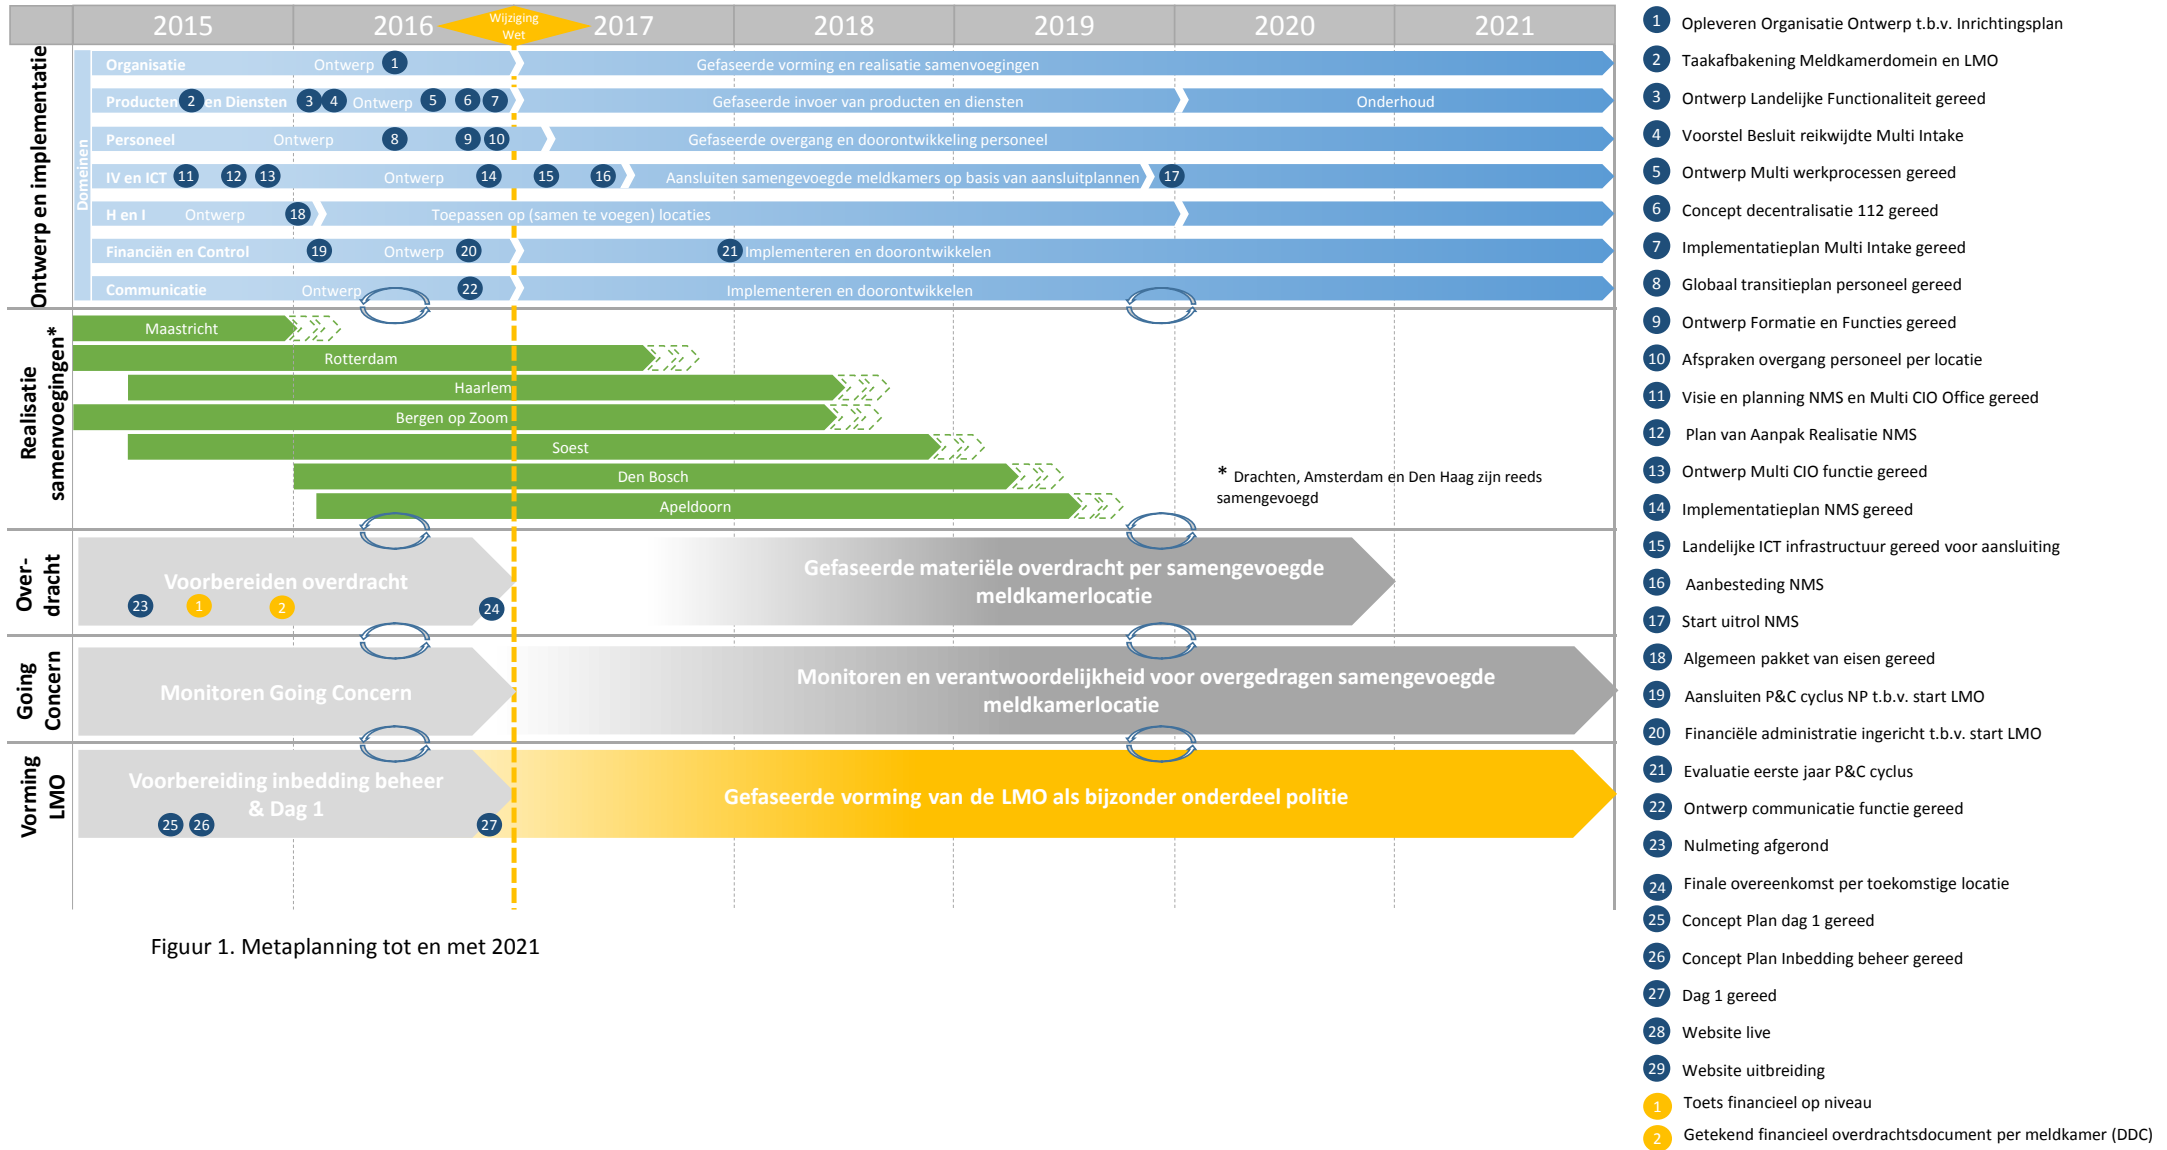 2015 2016 Wijziging Wet 2017 2018 2019 2020 2021
Ontwerp en implementatie
Domeinen
Organisatie Ontwerp 1 Gefaseerde vorming en realisatie samenvoegingen
Producten 2 en Diensten 3 4 Ontwerp 5 6 7 Gefaseerde invoer van producten en diensten Onderhoud
Personeel Ontwerp 8 9 10 Gefaseerde overgang en doorontwikkeling personeel
IV en ICT 11 12 13 Ontwerp 14 15 16 Aansluiten samengevoegde meldkamers op basis van aansluitplannen 17
H en I Ontwerp 18 Toepassen op (samen te voegen) locaties
Financiën en Control 19 Ontwerp 20 21 Implementeren en doorontwikkelen
Communicatie Ontwerp 22 Implementeren en doorontwikkelen
Realisatie
samenvoegingen*
Maastricht
Rotterdam
Haarlem
Bergen op Zoom
Soest
Den Bosch
Apeldoorn
* Drachten, Amsterdam en Den Haag zijn reeds
samengevoegd
Over-
dracht
Voorbereiden overdracht
23 1 2 24
Gefaseerde materiële overdracht per samengevoegde
meldkamerlocatie
Going
Concern
Monitoren Going Concern
Monitoren en verantwoordelijkheid voor overgedragen samengevoegde
meldkamerlocatie
Vorming
LMO
Voorbereiding inbedding beheer
& Dag 1
25 26 27
Gefaseerde vorming van de LMO als bijzonder onderdeel politie
Figuur 1. Metaplanning tot en met 2021
1 Opleveren Organisatie Ontwerp t.b.v. Inrichtingsplan
2 Taakafbakening Meldkamerdomein en LMO
3 Ontwerp Landelijke Functionaliteit gereed
4 Voorstel Besluit reikwijdte Multi Intake
5 Ontwerp Multi werkprocessen gereed
6 Concept decentralisatie 112 gereed
7 Implementatieplan Multi Intake gereed
8 Globaal transitieplan personeel gereed
9 Ontwerp Formatie en Functies gereed
10 Afspraken overgang personeel per locatie
11 Visie en planning NMS en Multi CIO Office gereed
12 Plan van Aanpak Realisatie NMS
13 Ontwerp Multi CIO functie gereed
14 Implementatieplan NMS gereed
15 Landelijke ICT infrastructuur gereed voor aansluiting
16 Aanbesteding NMS
17 Start uitrol NMS
18 Algemeen pakket van eisen gereed
19 Aansluiten P&C cyclus NP t.b.v. start LMO
20 Financiële administratie ingericht t.b.v. start LMO
21 Evaluatie eerste jaar P&C cyclus
22 Ontwerp communicatie functie gereed
23 Nulmeting afgerond
24 Finale overeenkomst per toekomstige locatie
25 Concept Plan dag 1 gereed
26 Concept Plan Inbedding beheer gereed
27 Dag 1 gereed
28 Website live
29 Website uitbreiding
1 Toets financieel op niveau
2 Getekend financieel overdrachtsdocument per meldkamer (DDC)